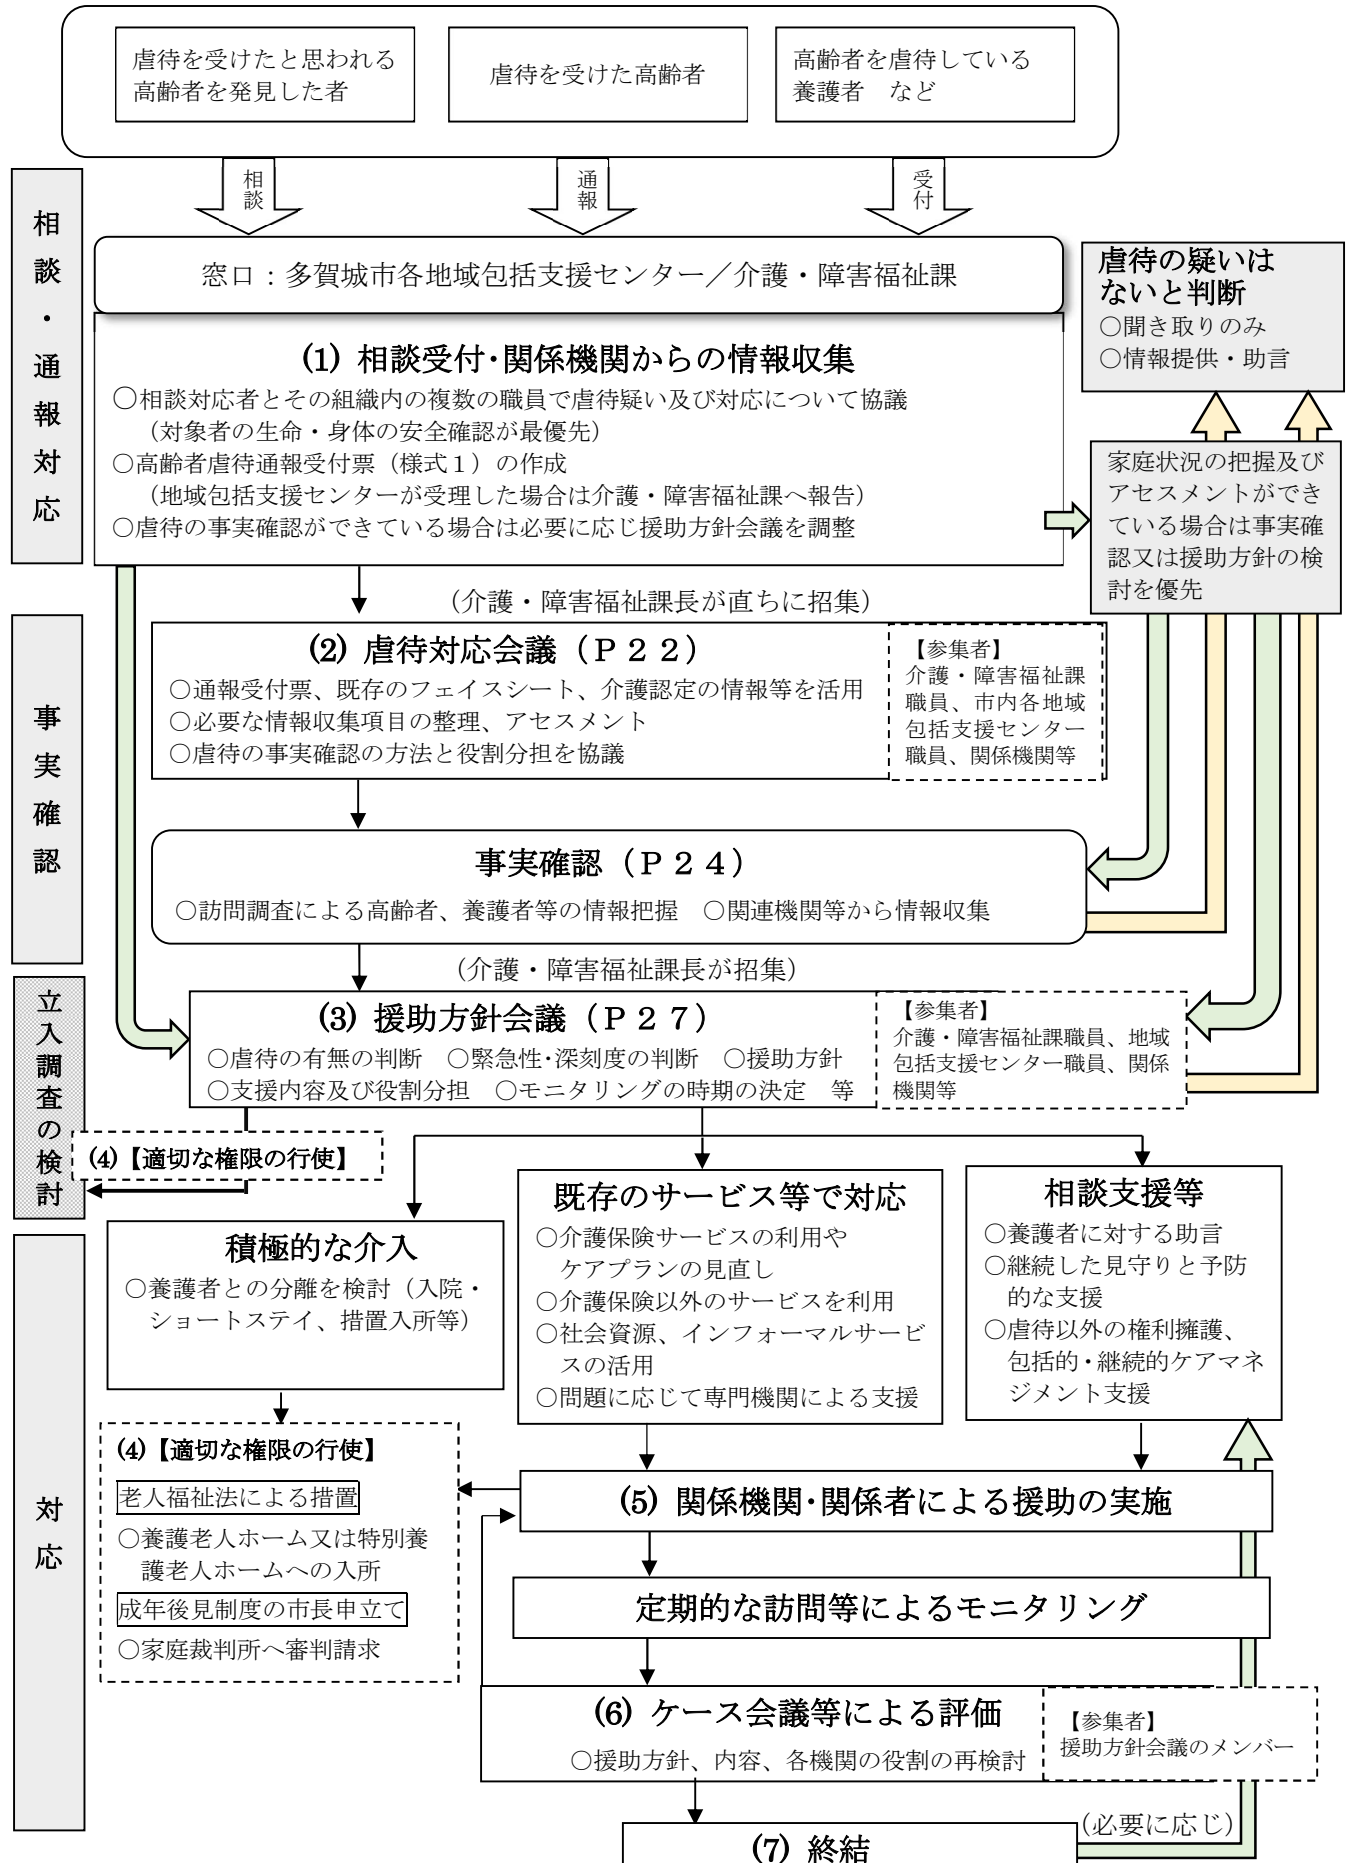 虐待を受けたと思われる
高齢者を発見した者
虐待を受けた高齢者
高齢者を虐待している
養護者　など
相談
通報
受付
相談・通報対応
窓口：多賀城市各地域包括支援センター／介護・障害福祉課
虐待の疑いは
ないと判断
○聞き取りのみ
○情報提供・助言
(1) 相談受付･関係機関からの情報収集
○相談対応者とその組織内の複数の職員で虐待疑い及び対応について協議
（対象者の生命・身体の安全確認が最優先）
○高齢者虐待通報受付票（様式１）の作成
（地域包括支援センターが受理した場合は介護・障害福祉課へ報告）
○虐待の事実確認ができている場合は必要に応じ援助方針会議を調整
家庭状況の把握及び
アセスメントができ
ている場合は事実確
認又は援助方針の検
討を優先
（介護・障害福祉課長が直ちに招集）
事実確認
(2) 虐待対応会議（Ｐ２２）
○通報受付票、既存のフェイスシート、介護認定の情報等を活用
○必要な情報収集項目の整理、アセスメント
○虐待の事実確認の方法と役割分担を協議
【参集者】
介護・障害福祉課
職員、市内各地域
包括支援センター
職員、関係機関等
事実確認（Ｐ２４）
○訪問調査による高齢者、養護者等の情報把握　○関連機関等から情報収集
（介護・障害福祉課長が招集）
立入調査の検討
(3) 援助方針会議（Ｐ２７）
○虐待の有無の判断　○緊急性･深刻度の判断　○援助方針
○支援内容及び役割分担　○モニタリングの時期の決定　等
【参集者】
介護・障害福祉課職員、地域
包括支援センター職員、関係
機関等
(4)【適切な権限の行使】
対応
積極的な介入
○養護者との分離を検討（入院・
ショートステイ、措置入所等）
既存のサービス等で対応
○介護保険サービスの利用や
ケアプランの見直し
○介護保険以外のサービスを利用
○社会資源、インフォーマルサービ
スの活用
○問題に応じて専門機関による支援
相談支援等
○養護者に対する助言
○継続した見守りと予防
的な支援
○虐待以外の権利擁護、
包括的･継続的ケアマネ
ジメント支援
(4)【適切な権限の行使】
老人福祉法による措置
○養護老人ホーム又は特別養
護老人ホームへの入所
成年後見制度の市長申立て
○家庭裁判所へ審判請求
(5) 関係機関･関係者による援助の実施
定期的な訪問等によるモニタリング
(6) ケース会議等による評価
○援助方針、内容、各機関の役割の再検討
【参集者】
援助方針会議のメンバー
（必要に応じ）
(7) 終結